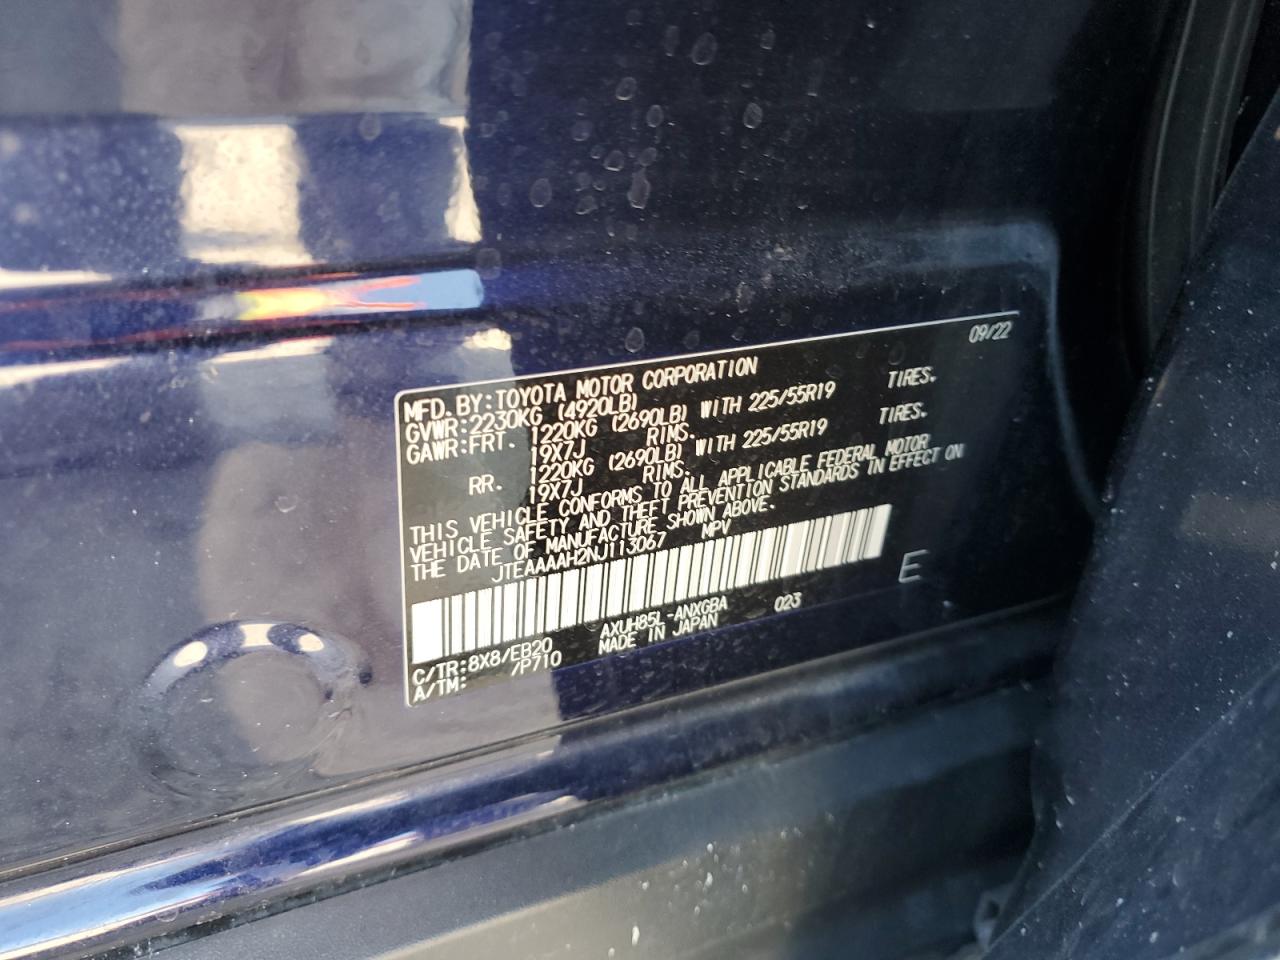 09/22
MFD. BY: TOYOTA MOTOR CORPORATION
GVWR: 2230KG (4920LB)
GAWR: FRT. 1220KG (2690LB) WITH 225/55R19 TIRES.
19X7J RIMS.
RR. 1220KG (2690LB) WITH 225/55R19 TIRES.
19X7J RIMS.
THIS VEHICLE CONFORMS TO ALL APPLICABLE FEDERAL MOTOR
VEHICLE SAFETY AND THEFT PREVENTION STANDARDS IN EFFECT ON
THE DATE OF MANUFACTURE SHOWN ABOVE.
JTEAAAAH2NJ113067 MPV
E
C/TR: 8X8/EB20 AXUH85L-ANXGBA 023
A/TM: /P710 MADE IN JAPAN